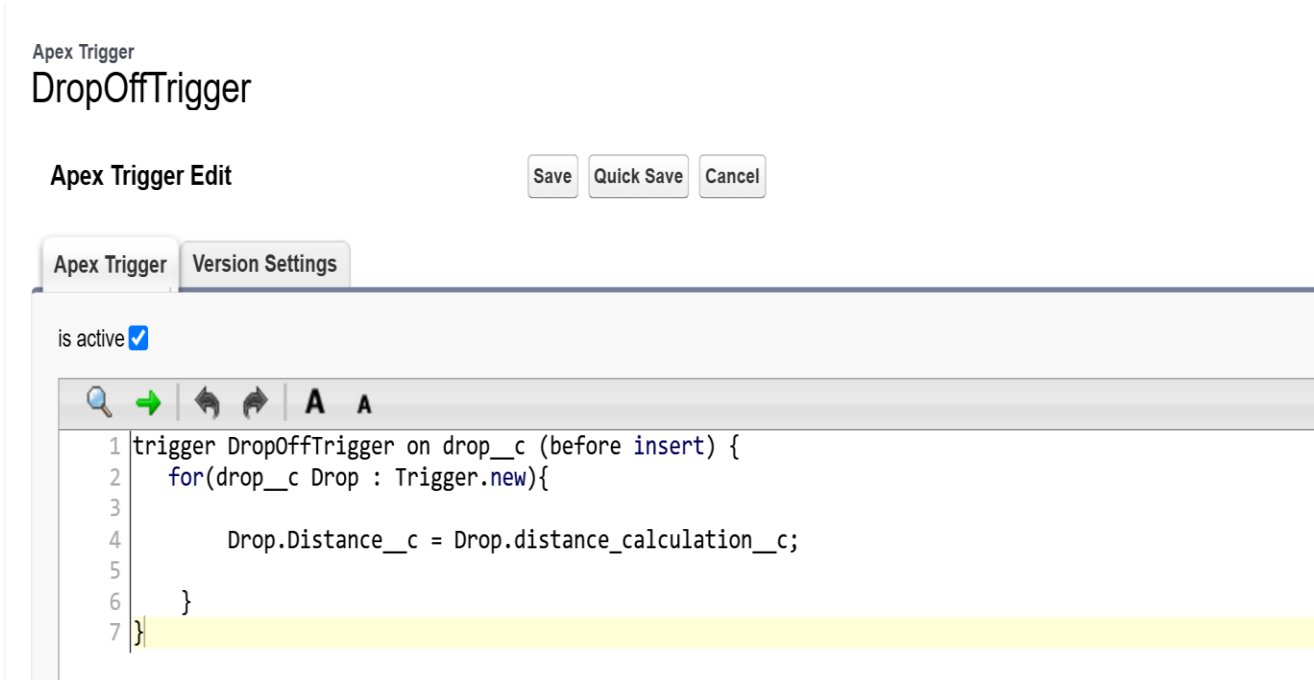 Apex Trigger
DropOffTrigger
Apex Trigger Edit Save Quick Save Cancel
Apex Trigger Version Settings
is active
A A
1 trigger DropOffTrigger on drop__c (before insert) {
2 for(drop__c Drop : Trigger.new){
3
4 Drop.Distance__c = Drop.distance_calculation__c;
5
6 }
7 }